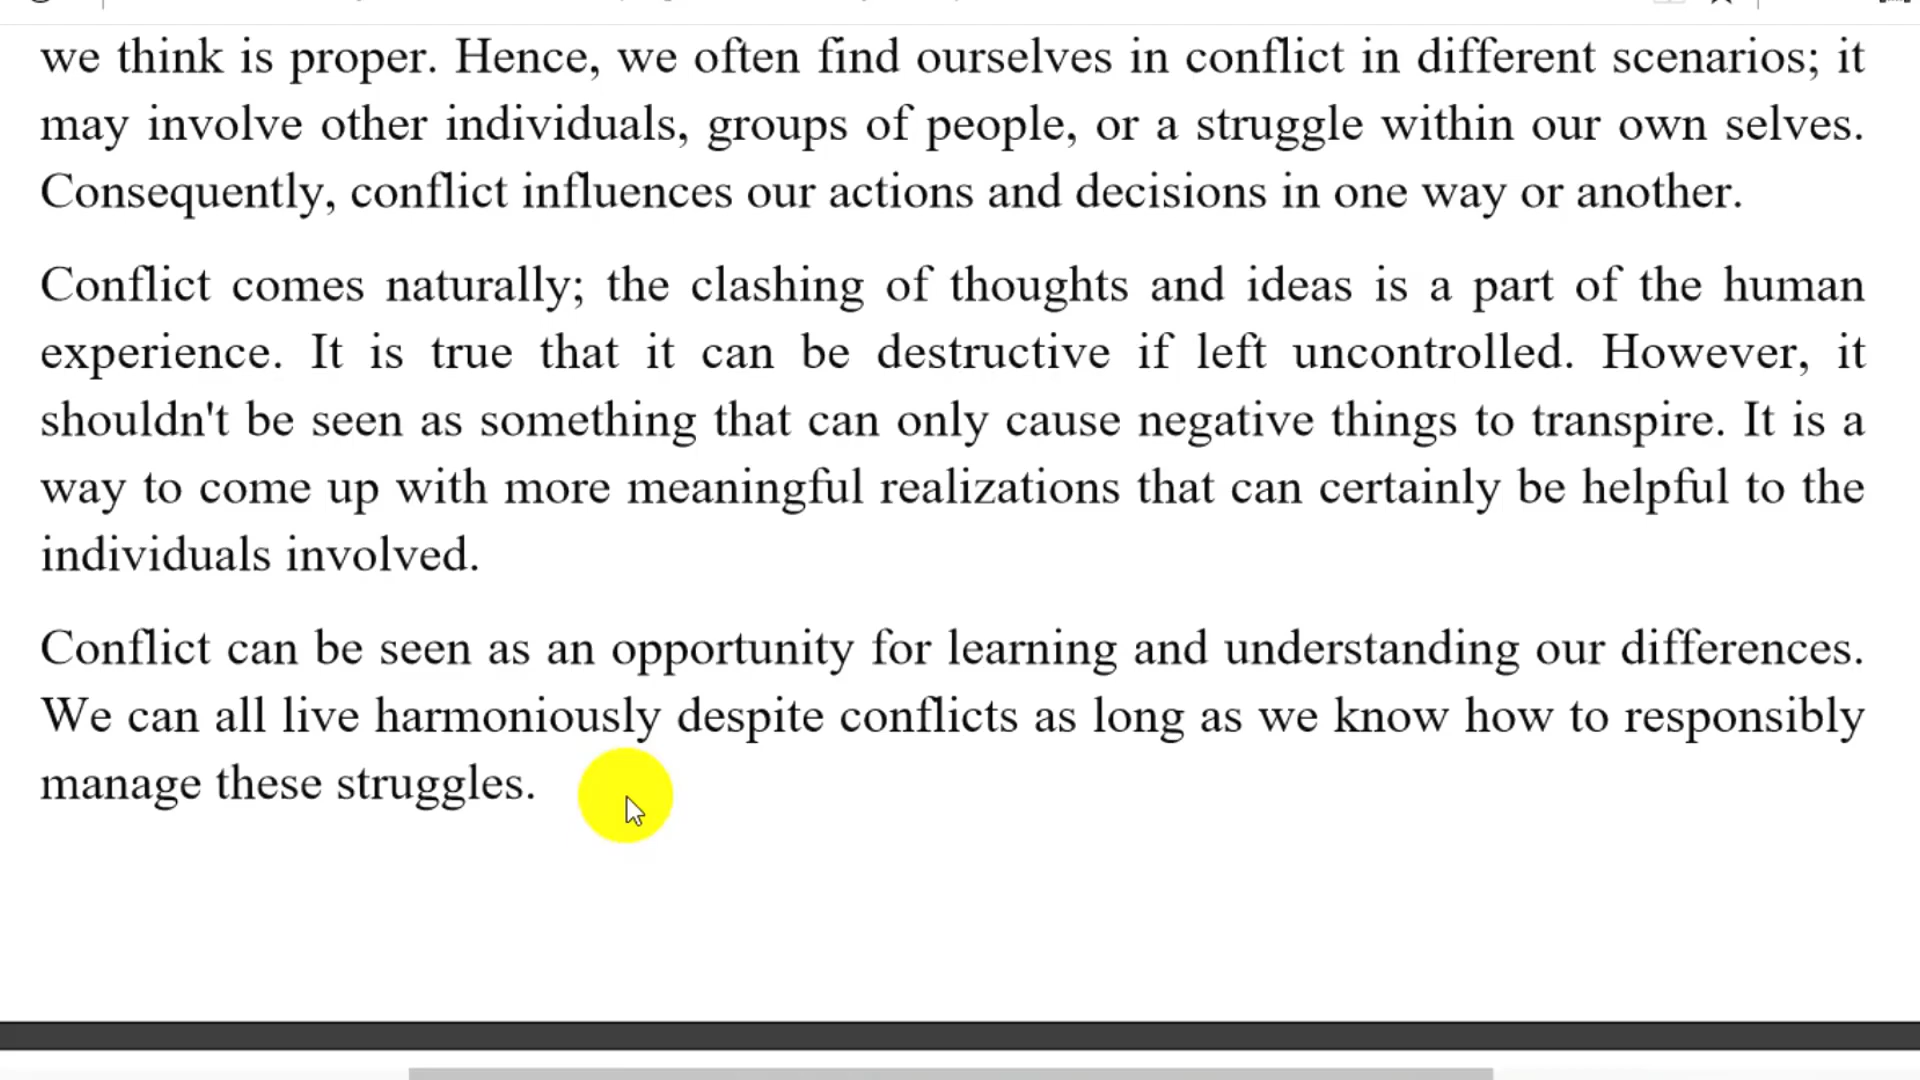 we think is proper. Hence, we often find ourselves in conflict in different scenarios; it
may involve other individuals, groups of people, or a struggle within our own selves.
Consequently, conflict influences our actions and decisions in one way or another.
Conflict comes naturally; the clashing of thoughts and ideas is a part of the human
experience. It is true that it can be destructive if left uncontrolled. However, it
shouldn't be seen as something that can only cause negative things to transpire. It is a
way to come up with more meaningful realizations that can certainly be helpful to the
individuals involved.
Conflict can be seen as an opportunity for learning and understanding our differences.
We can all live harmoniously despite conflicts as long as we know how to responsibly
manage these struggles.